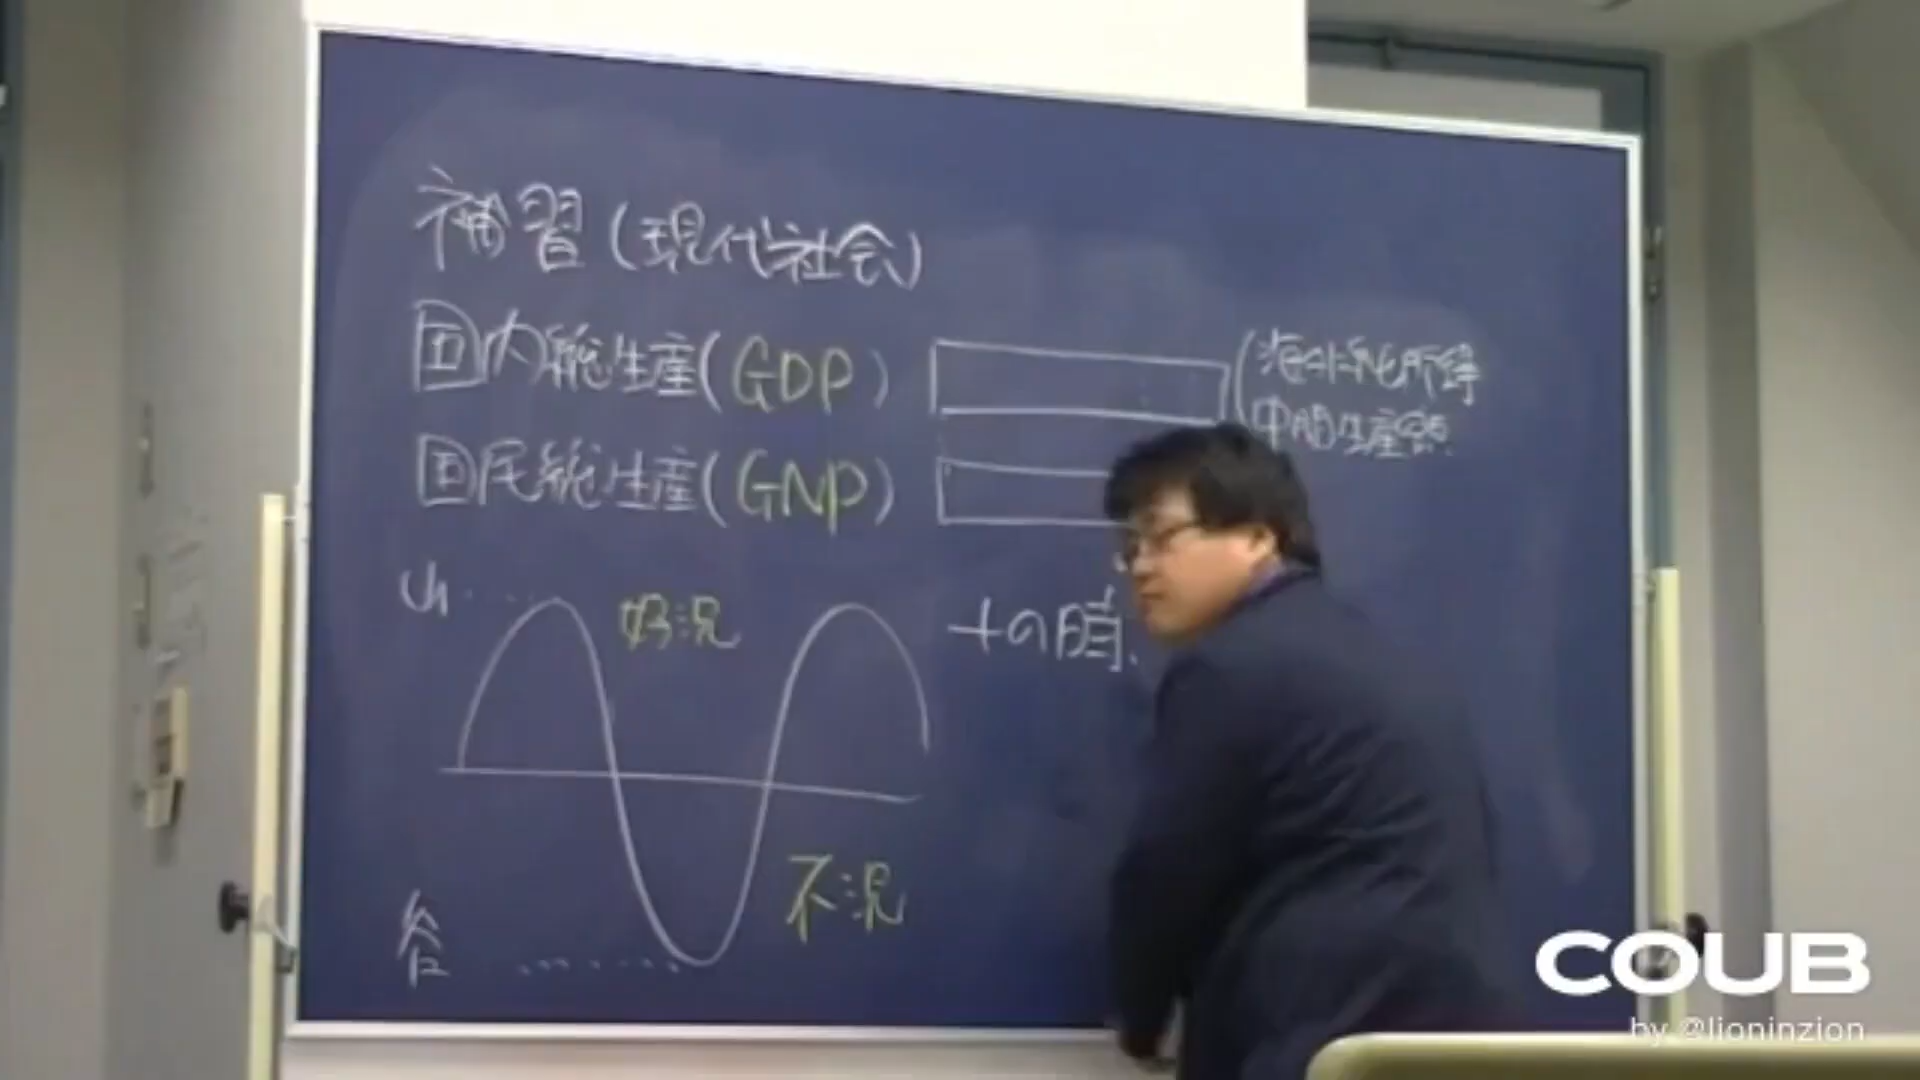 補習(現代社会)
国内総生産(GDP)
海外純所得
中間生産物
国民総生産(GNP)
山
好況
+の時、
不況
谷
COUB
by @lioninzion